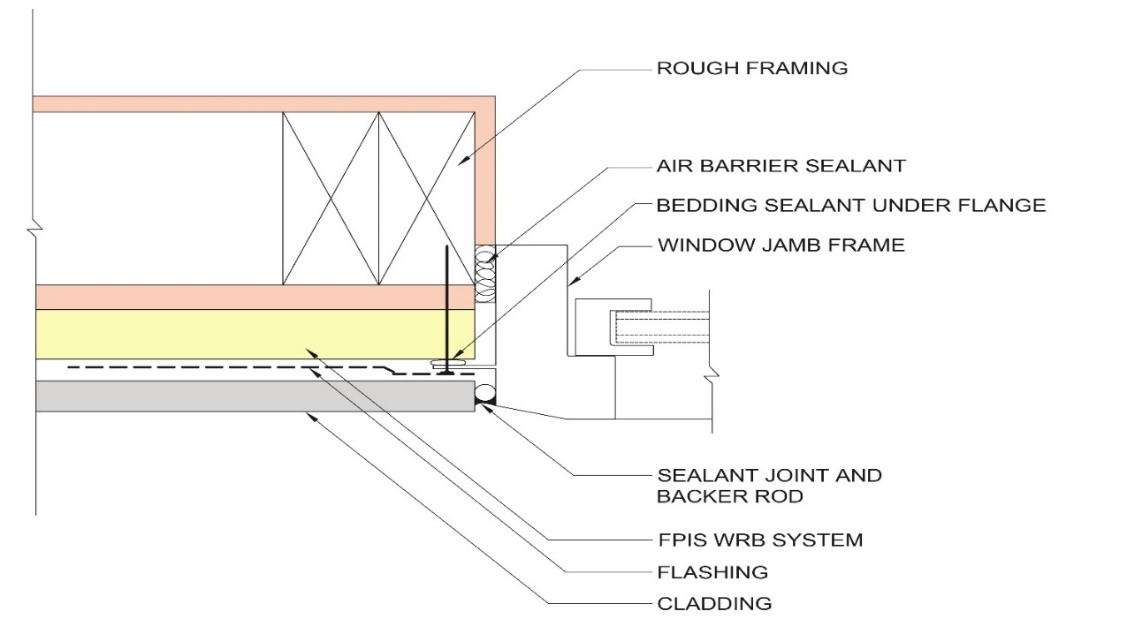 ROUGH FRAMING
AIR BARRIER SEALANT
BEDDING SEALANT UNDER FLANGE
WINDOW JAMB FRAME
SEALANT JOINT AND
BACKER ROD
FPIS WRB SYSTEM
FLASHING
CLADDING